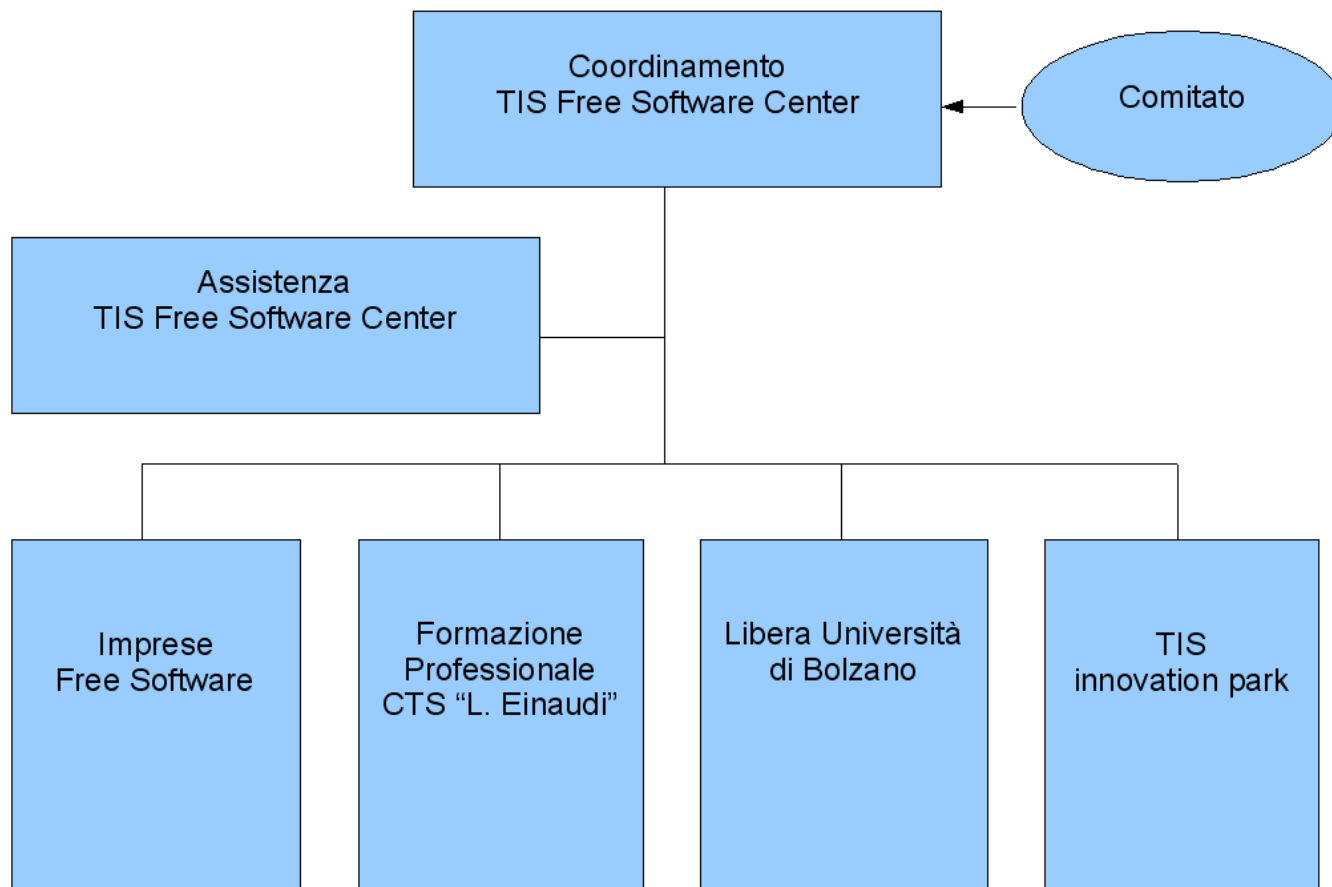 Coordinamento
TIS Free Software Center
Comitato
Assistenza
TIS Free Software Center
Imprese
Free Software
Formazione
Professionale
CTS “L. Einaudi”
Libera Università
di Bolzano
TIS
innovation park